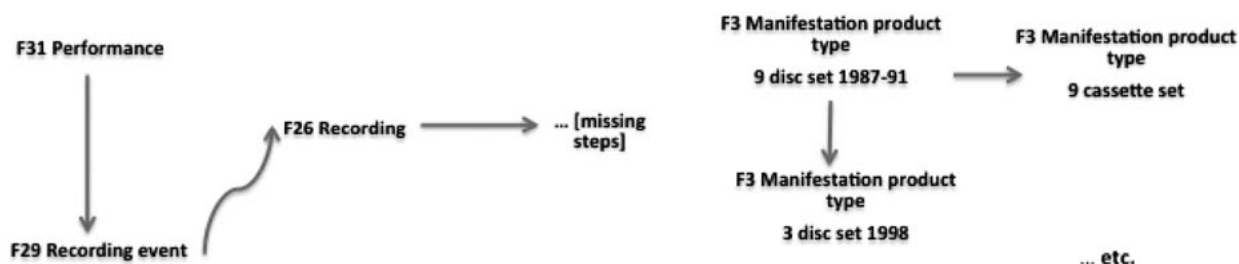 F31 Performance
F29 Recording event
F26 Recording
... [missing
steps]
F3 Manifestation product
type
9 disc set 1987-91
F3 Manifestation product
type
9 cassette set
F3 Manifestation product
type
3 disc set 1998
... etc.